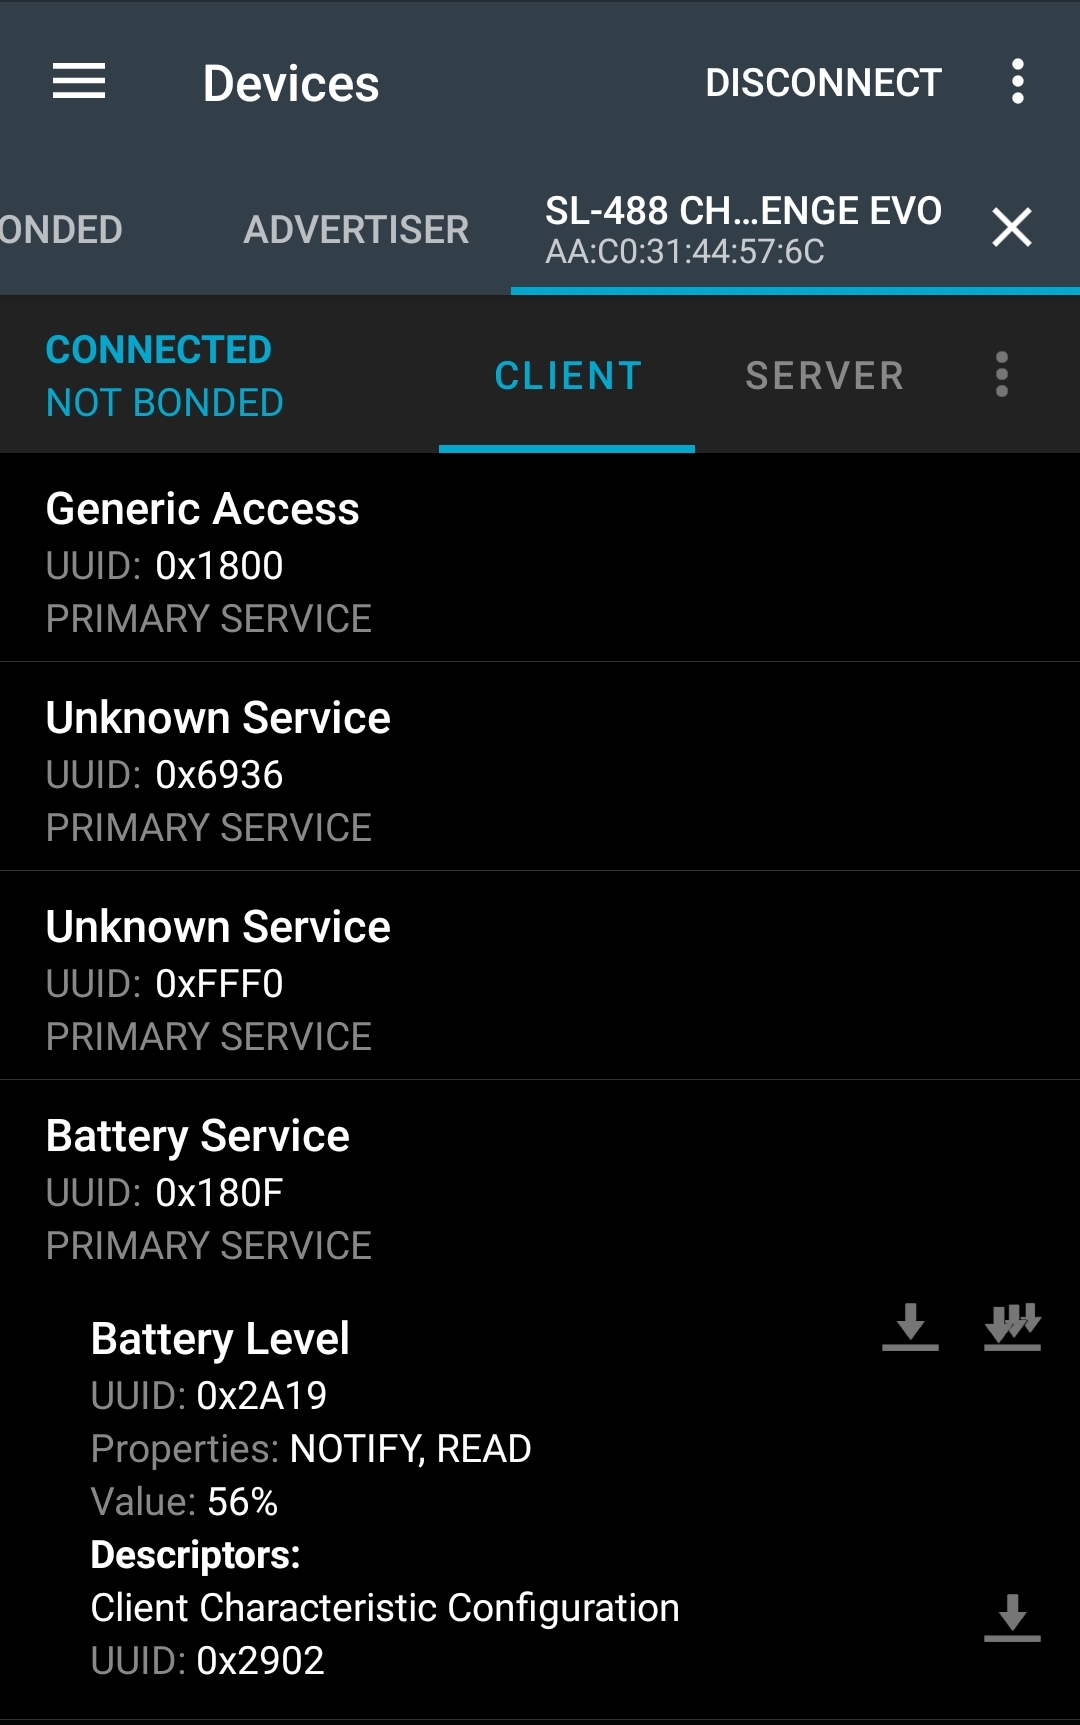 Devices
DISCONNECT
ONDED
ADVERTISER
SL-488 CH...ENGE EVO
AA:C0:31:44:57:6C
CONNECTED
NOT BONDED
CLIENT
SERVER
Generic Access
UUID: 0x1800
PRIMARY SERVICE
Unknown Service
UUID: 0x6936
PRIMARY SERVICE
Unknown Service
UUID: 0xFFF0
PRIMARY SERVICE
Battery Service
UUID: 0x180F
PRIMARY SERVICE
Battery Level
UUID: 0x2A19
Properties: NOTIFY, READ
Value: 56%
Descriptors:
Client Characteristic Configuration
UUID: 0x2902